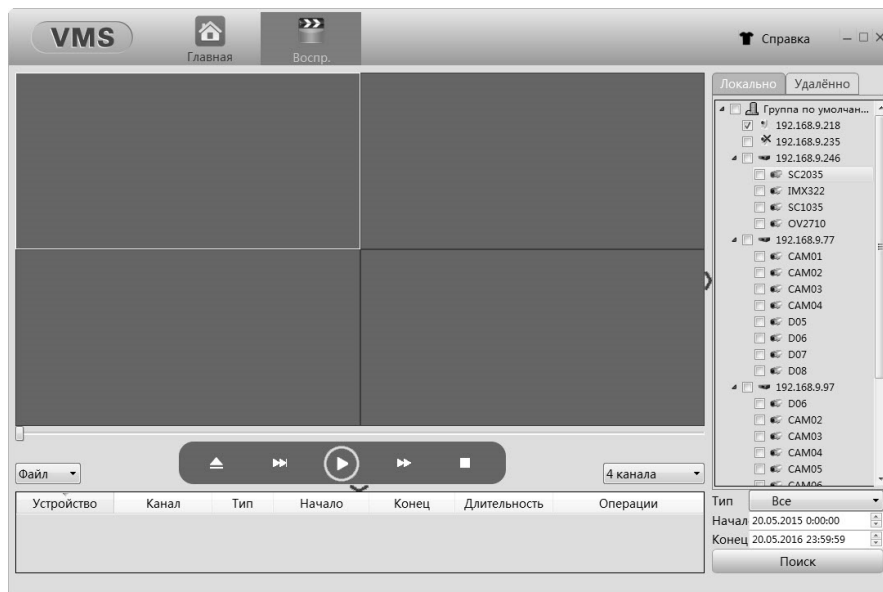 VMS
Главная
Воспр.
Справка
Локально Удалённо
Группа по умолчан...
192.168.9.218
192.168.9.235
192.168.9.246
SC2035
IMX322
SC1035
OV2710
192.168.9.77
CAM01
CAM02
CAM03
CAM04
D05
D06
D07
D08
192.168.9.97
D06
CAM02
CAM03
CAM04
CAM05
CAM06
Файл
4 канала
Устройство Канал Тип Начало Конец Длительность Операции
Тип Все
Начал 20.05.2015 0:00:00
Конец 20.05.2016 23:59:59
Поиск